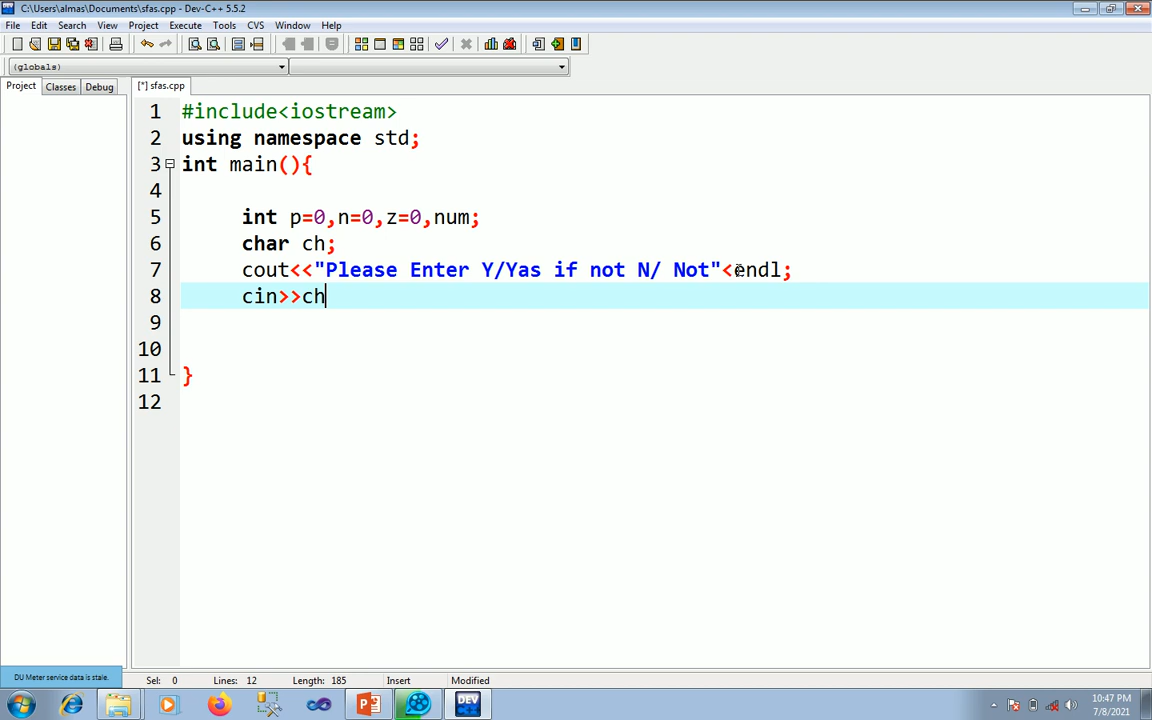 C:\Users\almas\Documents\sfas.cpp - Dev-C++ 5.5.2
File Edit Search View Project Execute Tools CVS Window Help
(globals)
Project Classes Debug [*] sfas.cpp
1 #include<iostream>
2 using namespace std;
3 int main(){
4
5 int p=0,n=0,z=0,num;
6 char ch;
7 cout<<"Please Enter Y/Yas if not N/ Not"<endl;
8 cin>>ch
9
10
11 }
12
DU Meter service data is stale.
Sel: 0 Lines: 12 Length: 185 Insert Modified
DEV
10:47 PM
7/8/2021